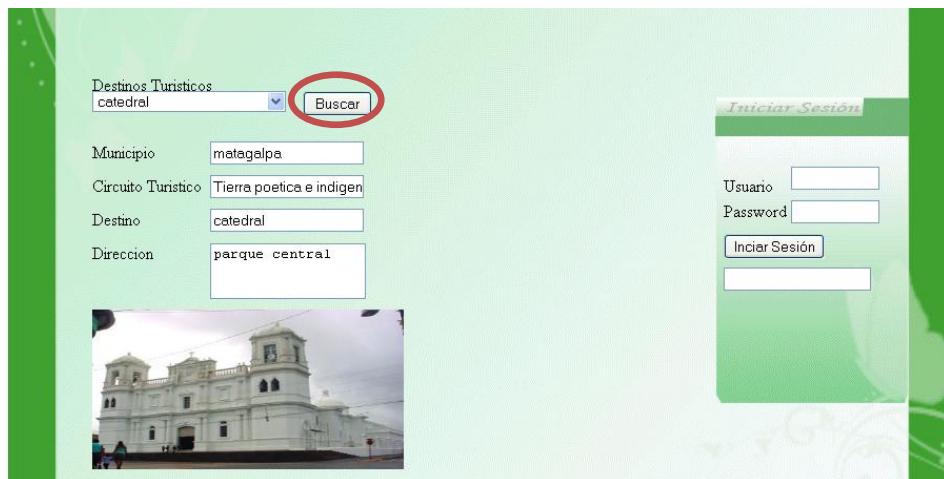 Destinos Turisticos
catedral
Buscar
Municipio
matagalpa
Circuito Turistico
Tierra poetica e indigen
Destino
catedral
Direccion
parque central
Iniciar Sesión
Usuario
Password
Inciar Sesión